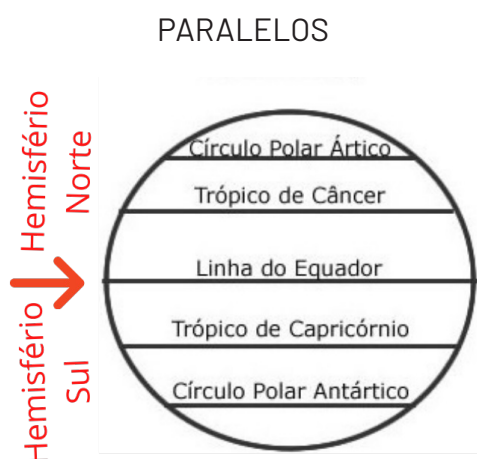 PARALELOS
Hemisfério
Norte
Círculo Polar Ártico
Trópico de Câncer
Linha do Equador
Hemisfério
Sul
Trópico de Capricórnio
Círculo Polar Antártico